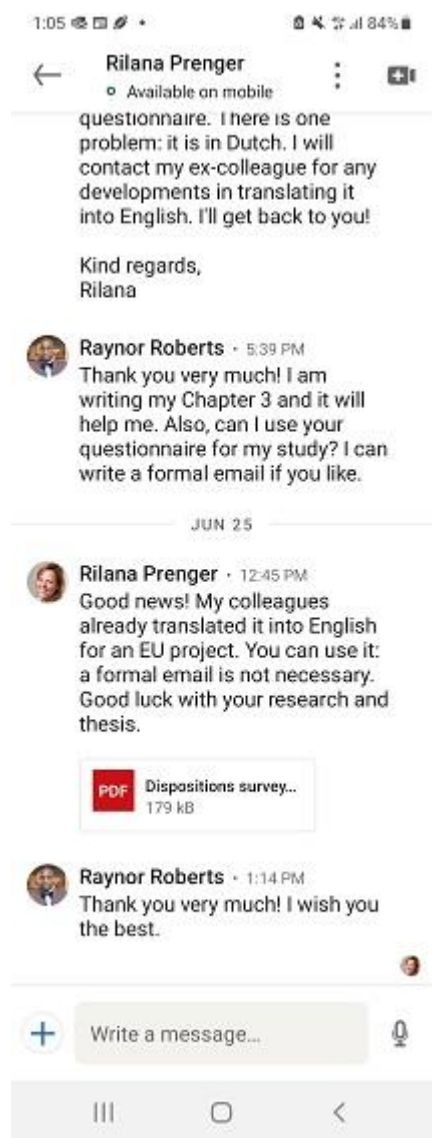 1:05
84%
Rilana Prenger
Available on mobile
questionnaire. There is one
problem: it is in Dutch. I will
contact my ex-colleague for any
developments in translating it
into English. I'll get back to you!
Kind regards,
Rilana
Raynor Roberts • 5:39 PM
Thank you very much! I am
writing my Chapter 3 and it will
help me. Also, can I use your
questionnaire for my study? I can
write a formal email if you like.
JUN 25
Rilana Prenger • 12:45 PM
Good news! My colleagues
already translated it into English
for an EU project. You can use it:
a formal email is not necessary.
Good luck with your research and
thesis.
PDF
Dispositions survey...
179 kB
Raynor Roberts • 1:14 PM
Thank you very much! I wish you
the best.
Write a message...